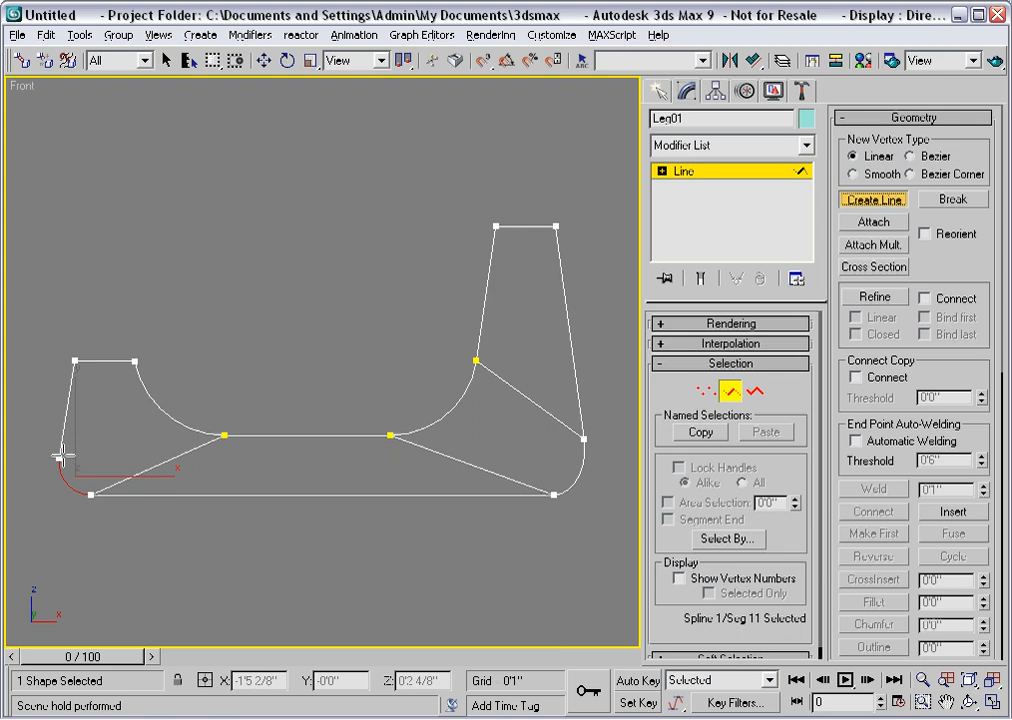 Untitled - Project Folder: C:\Documents and Settings\Admin\My Documents\3dsmax - Autodesk 3ds Max 9 - Not for Resale - Display : Dire...
File Edit Tools Group Views Create Modifiers reactor Animation Graph Editors Rendering Customize MAXScript Help
All View View
Front
Leg01
Modifier List
Line
Rendering
Interpolation
Selection
Named Selections:
Copy Paste
Lock Handles
Alike All
Area Selection: 0'0"
Segment End
Select By...
Display
Show Vertex Numbers
Selected Only
Spline 1/Seg 11 Selected
Soft Selection
Geometry
New Vertex Type
Linear Bezier
Smooth Bezier Corner
Create Line Break
Attach
Reorient
Attach Mult.
Cross Section
Refine Connect
Linear Bind first
Closed Bind last
Connect Copy
Connect
Threshold 0'0"
End Point Auto-Welding
Automatic Welding
Threshold 0'6"
Weld 0'1"
Connect Insert
Make First Fuse
Reverse Cycle
CrossInsert 0'0"
Fillet 0'0"
Chamfer 0'0"
Outline 0'0"
z
x
z
y x
0 / 100
1 Shape Selected X: -1'5 2/8" Y: -0'0" Z: 0'2 4/8" Grid = 0'1" Auto Key Selected
Scene hold performed Add Time Tag Set Key Key Filters... 0